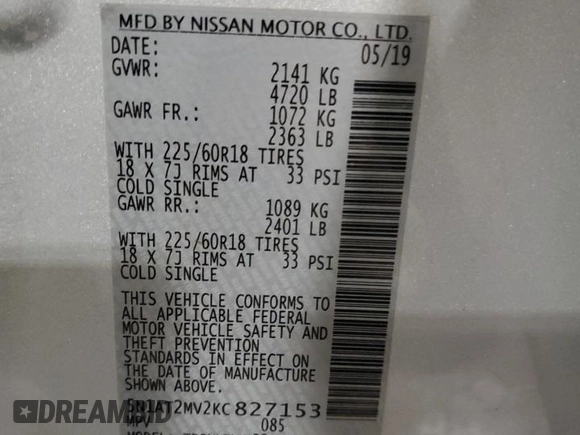 MFD BY NISSAN MOTOR CO., LTD.
DATE: 05/19
GVWR: 2141 KG
4720 LB
GAWR FR.: 1072 KG
2363 LB
WITH 225/60R18 TIRES
18 X 7J RIMS AT 33 PSI
COLD SINGLE
GAWR RR.: 1089 KG
2401 LB
WITH 225/60R18 TIRES
18 X 7J RIMS AT 33 PSI
COLD SINGLE
THIS VEHICLE CONFORMS TO
ALL APPLICABLE FEDERAL
MOTOR VEHICLE SAFETY AND
THEFT PREVENTION
STANDARDS IN EFFECT ON
THE DATE OF MANUFACTURE
SHOWN ABOVE.
5N1AT2MV2KC827153
MPV 085
DREAMBID